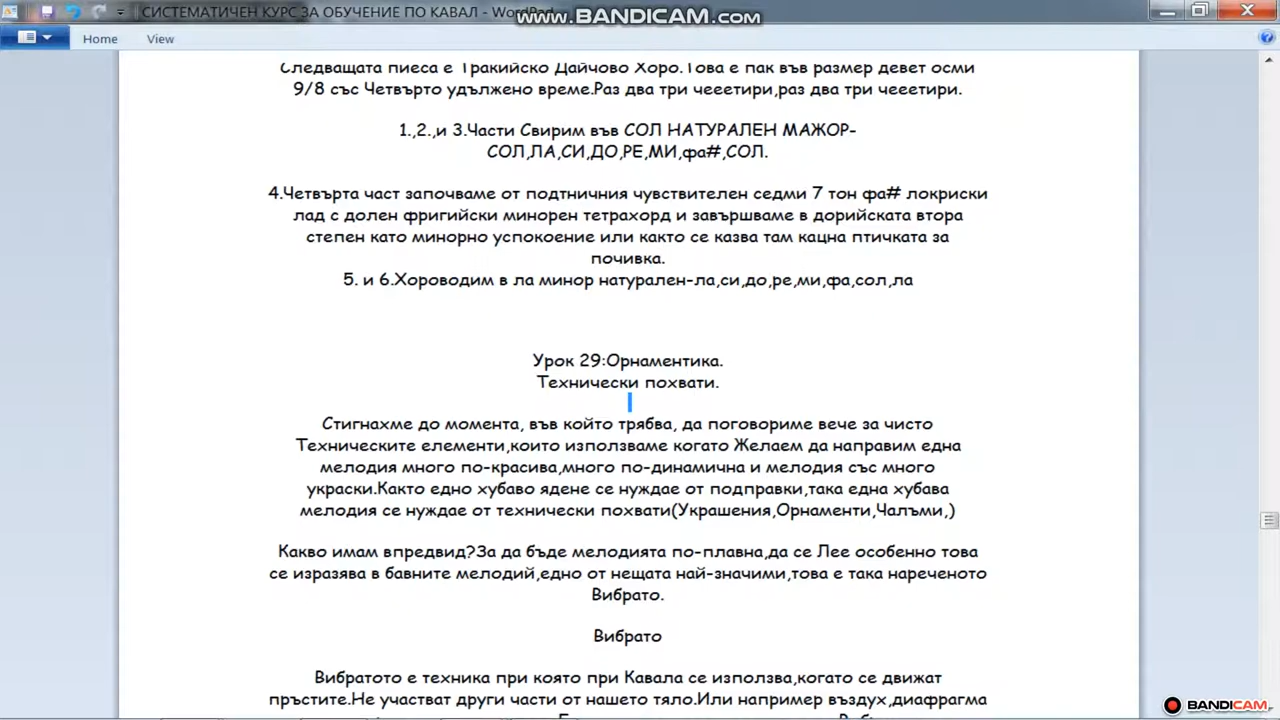 СИСТЕМАТИЧЕН КУРС ЗА ОБУЧЕНИЕ ПО КАВАЛ - WordPad
www.BANDICAM.com
Home View
Следващата пиеса е Тракийско Дайчово Хоро.Това е пак във размер девет осми
9/8 със Четвърто удължено време.Раз два три чееетири,раз два три чееетири.
1.,2.,и 3.Части Свирим във СОЛ НАТУРАЛЕН МАЖОР-
СОЛ,ЛА,СИ,ДО,РЕ,МИ,фа#,СОЛ.
4.Четвърта част започваме от подтничния чувствителен седми 7 тон фа# локриски
лад с долен фригийски минорен тетрахорд и завършваме в дорийската втора
степен като минорно успокоение или както се казва там кацна птичката за
почивка.
5. и 6.Хороводим в ла минор натурален-ла,си,до,ре,ми,фа,сол,ла
Урок 29:Орнаментика.
Технически похвати.
Стигнахме до момента, във който трябва, да поговориме вече за чисто
Техническите елементи,които използваме когато Желаем да направим една
мелодия много по-красива,много по-динамична и мелодия със много
украски.Както едно хубаво ядене се нуждае от подправки,така една хубава
мелодия се нуждае от технически похвати(Украшения,Орнаменти,Чалъми,)
Какво имам впредвид?За да бъде мелодията по-плавна,да се Лее особенно това
се изразява в бавните мелодий,едно от нещата най-значими,това е така нареченото
Вибрато.
Вибрато
Вибратото е техника при която при Кавала се използва,когато се движат
пръстите.Не участват други части от нашето тяло.Или например въздух,диафрагма
BANDICAM.com